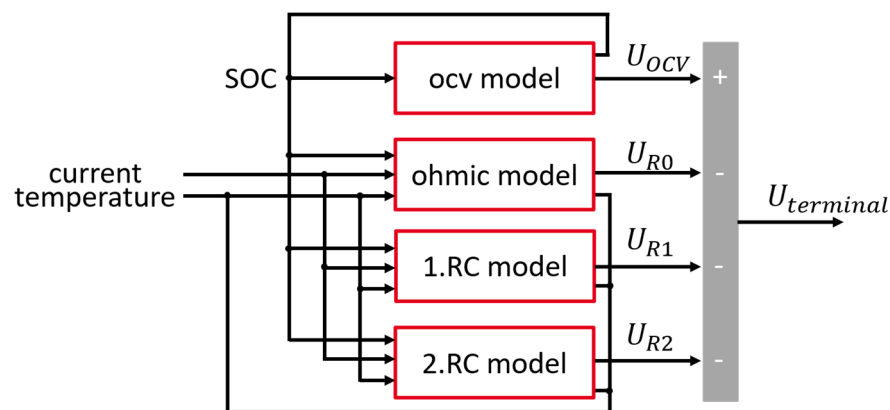 SOC
ocv model
U_OCV
+
current
temperature
ohmic model
U_R0
-
U_terminal
1.RC model
U_R1
-
2.RC model
U_R2
-